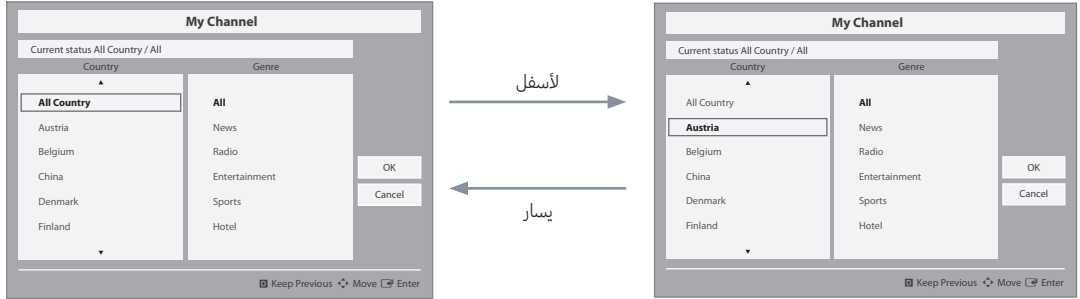 My Channel
Current status All Country / All
Country Genre
All Country All
Austria News
Belgium Radio
China Entertainment
Denmark Sports
Finland Hotel
OK
Cancel
D Keep Previous Move Enter
لأسفل
يسار
My Channel
Current status All Country / All
Country Genre
All Country All
Austria News
Belgium Radio
China Entertainment
Denmark Sports
Finland Hotel
OK
Cancel
D Keep Previous Move Enter